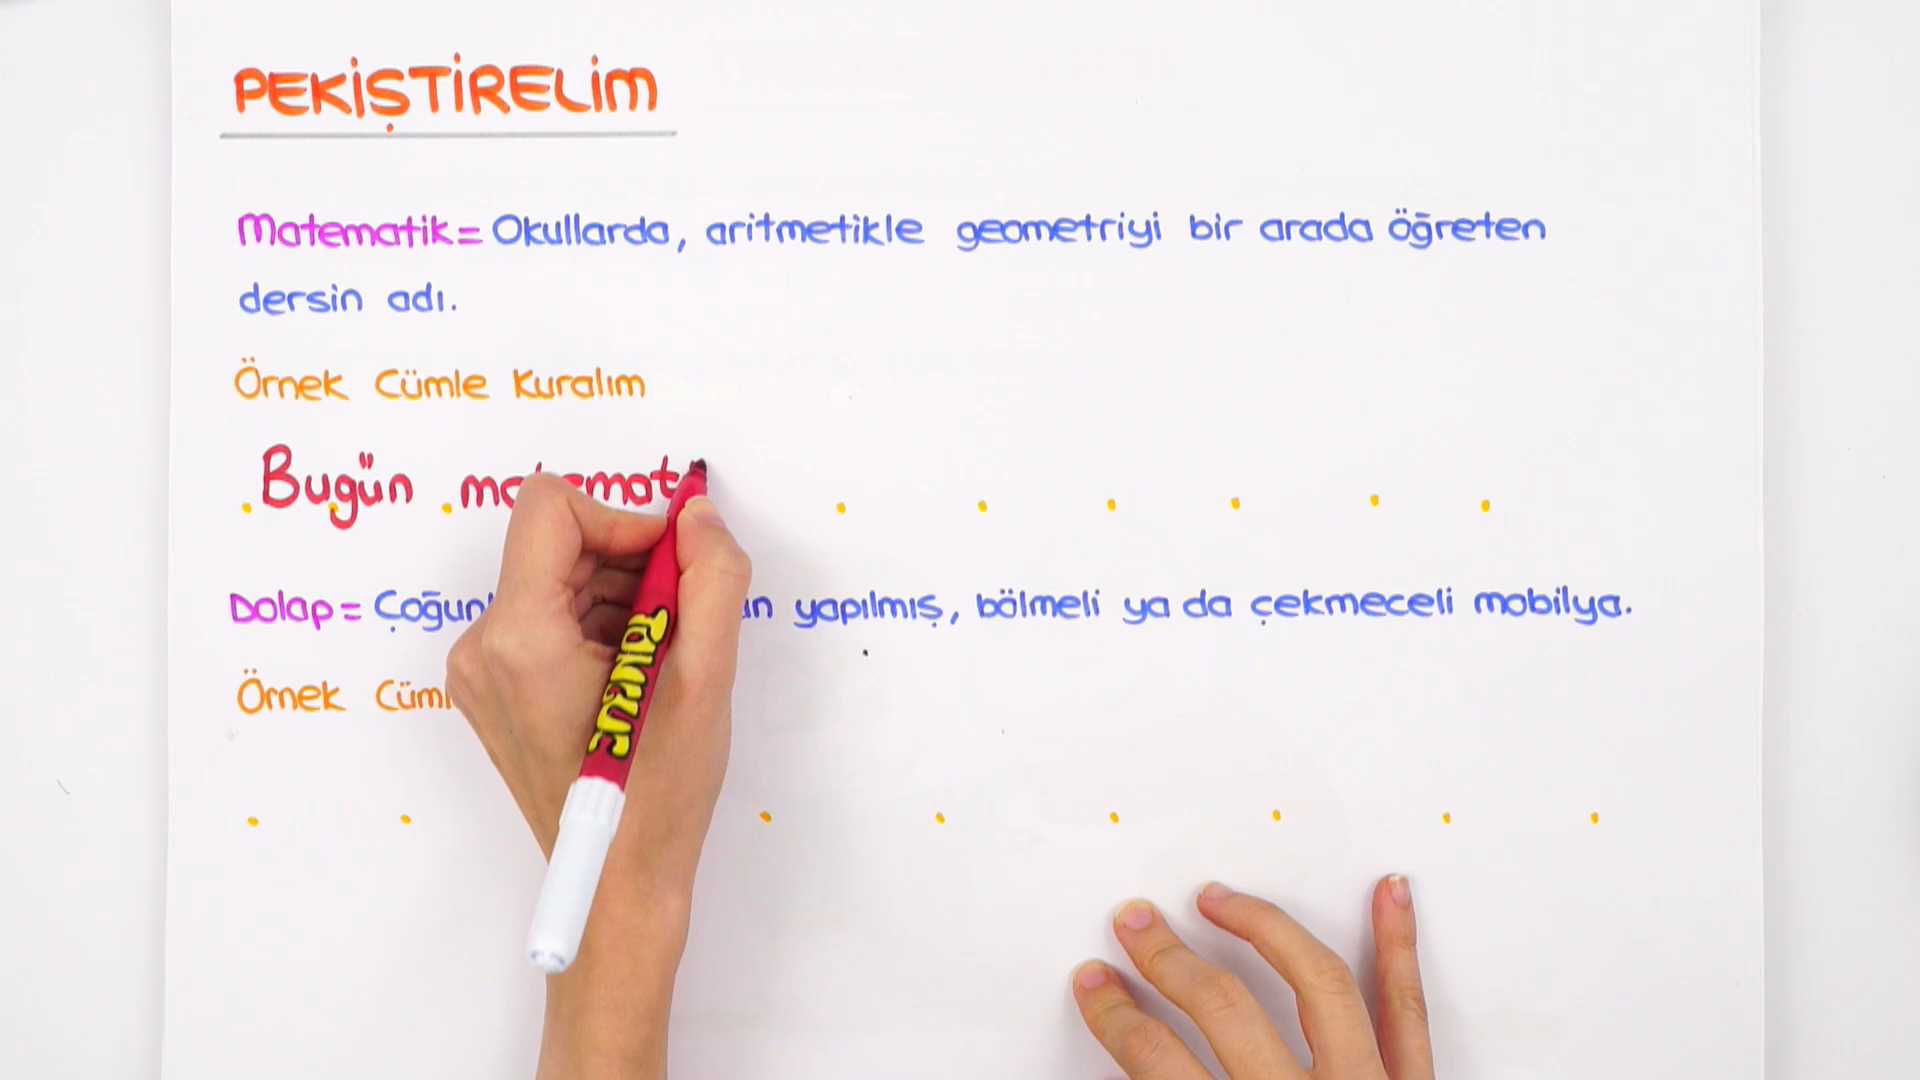 PEKİŞTİRELİM
Matematik = Okullarda, aritmetikle geometriyi bir arada öğreten
dersin adı.
Örnek Cümle Kuralım
Bugün
Dolap = yapılmış, bölmeli ya da çekmeceli mobilya.
Örnek